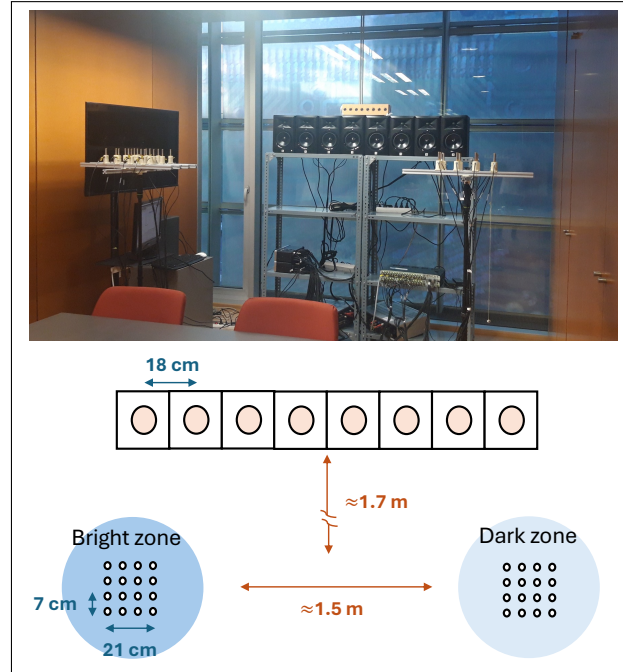 18 cm
≈1.7 m
Bright zone
Dark zone
7 cm
≈1.5 m
21 cm